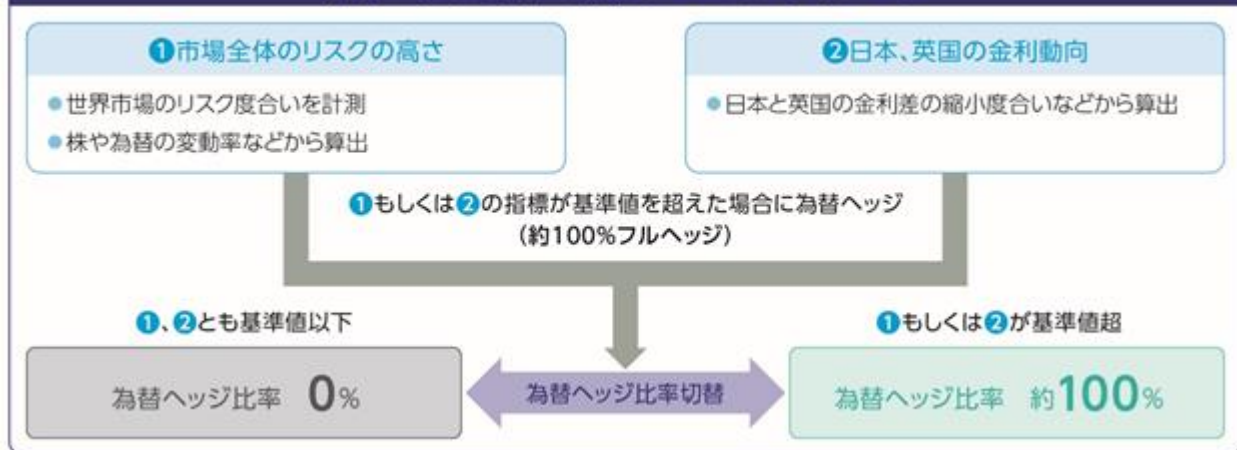 ❶市場全体のリスクの高さ
●世界市場のリスク度合いを計測
●株や為替の変動率などから算出
❷日本、英国の金利動向
●日本と英国の金利差の縮小度合いなどから算出
❶もしくは❷の指標が基準値を超えた場合に為替ヘッジ
(約100%フルヘッジ)
❶、❷とも基準値以下
為替ヘッジ比率 0%
為替ヘッジ比率切替
❶もしくは❷が基準値超
為替ヘッジ比率 約100%